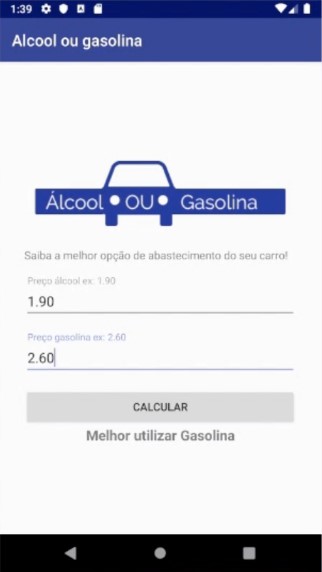 1:39
Alcool ou gasolina
Álcool OU Gasolina
Saiba a melhor opção de abastecimento do seu carro!
Preço álcool ex: 1.90
1.90
Preço gasolina ex: 2.60
2.60
CALCULAR
Melhor utilizar Gasolina